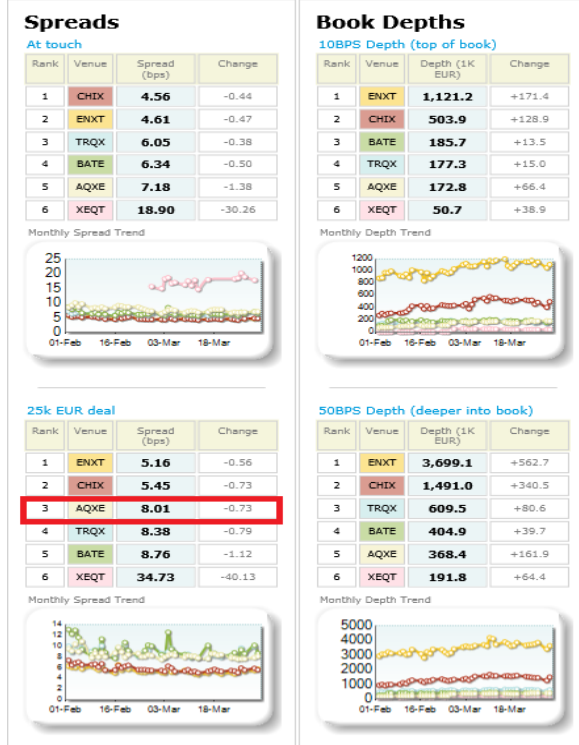 Spreads
At touch
Rank Venue Spread (bps) Change
1 CHIX 4.56 -0.44
2 ENXT 4.61 -0.47
3 TRQX 6.05 -0.38
4 BATE 6.34 -0.50
5 AQXE 7.18 -1.38
6 XEQT 18.90 -30.26
Monthly Spread Trend
25
20
15
10
5
0
01-Feb 16-Feb 03-Mar 18-Mar
25k EUR deal
Rank Venue Spread (bps) Change
1 ENXT 5.16 -0.56
2 CHIX 5.45 -0.73
3 AQXE 8.01 -0.73
4 TRQX 8.38 -0.79
5 BATE 8.76 -1.12
6 XEQT 34.73 -40.13
Monthly Spread Trend
14
12
10
8
6
4
2
0
01-Feb 16-Feb 03-Mar 18-Mar
Book Depths
10BPS Depth (top of book)
Rank Venue Depth (1K EUR) Change
1 ENXT 1,121.2 +171.4
2 CHIX 503.9 +128.9
3 BATE 185.7 +13.5
4 TRQX 177.3 +15.0
5 AQXE 172.8 +66.4
6 XEQT 50.7 +38.9
Monthly Depth Trend
1200
1000
800
600
400
200
0
01-Feb 16-Feb 03-Mar 18-Mar
50BPS Depth (deeper into book)
Rank Venue Depth (1K EUR) Change
1 ENXT 3,699.1 +562.7
2 CHIX 1,491.0 +340.5
3 TRQX 609.5 +80.6
4 BATE 404.9 +39.7
5 AQXE 368.4 +161.9
6 XEQT 191.8 +64.4
Monthly Depth Trend
5000
4000
3000
2000
1000
0
01-Feb 16-Feb 03-Mar 18-Mar